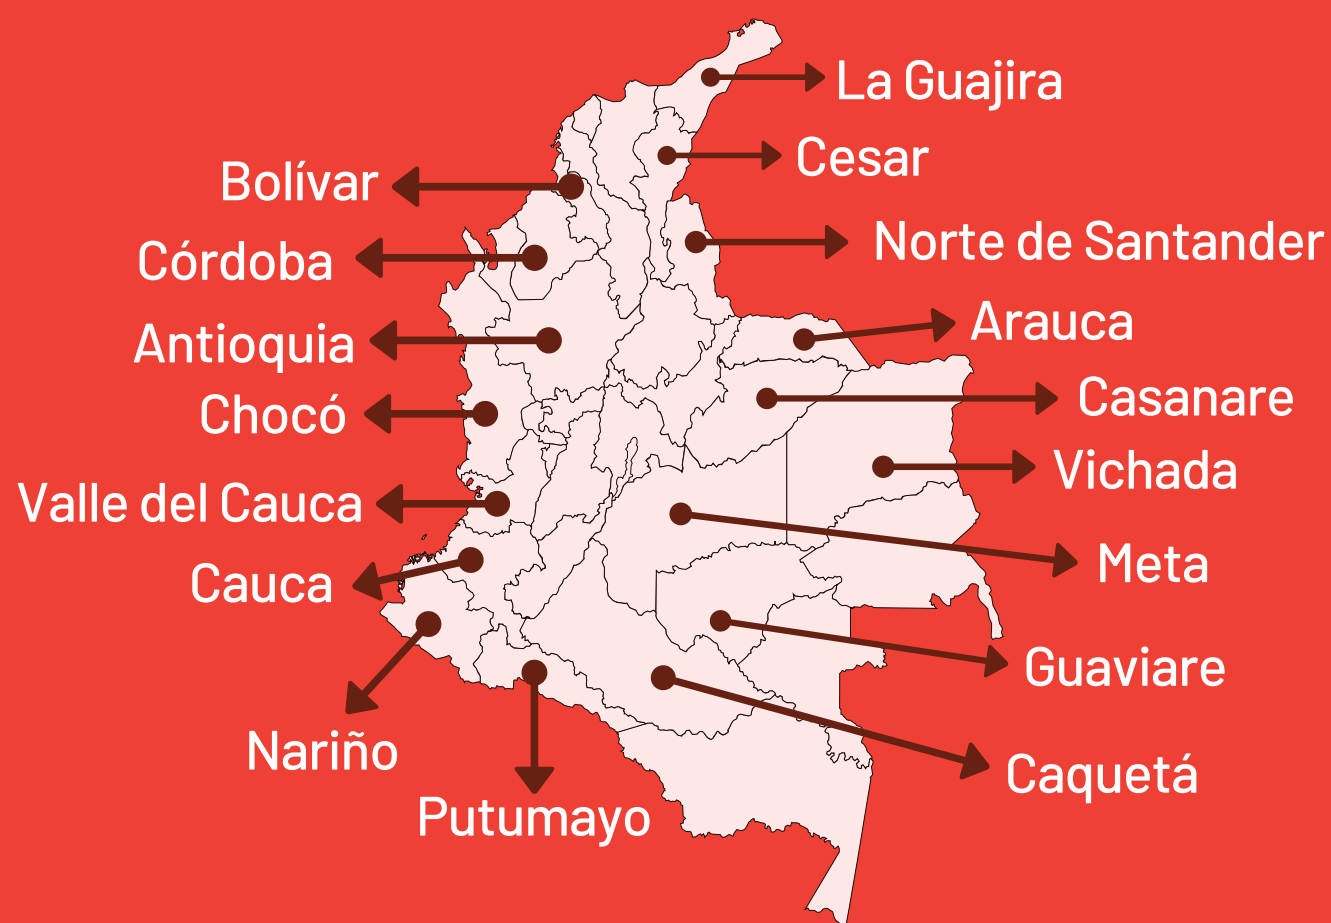 La Guajira
Cesar
Bolívar
Norte de Santander
Córdoba
Arauca
Antioquia
Casanare
Chocó
Vichada
Valle del Cauca
Meta
Cauca
Guaviare
Nariño
Caquetá
Putumayo